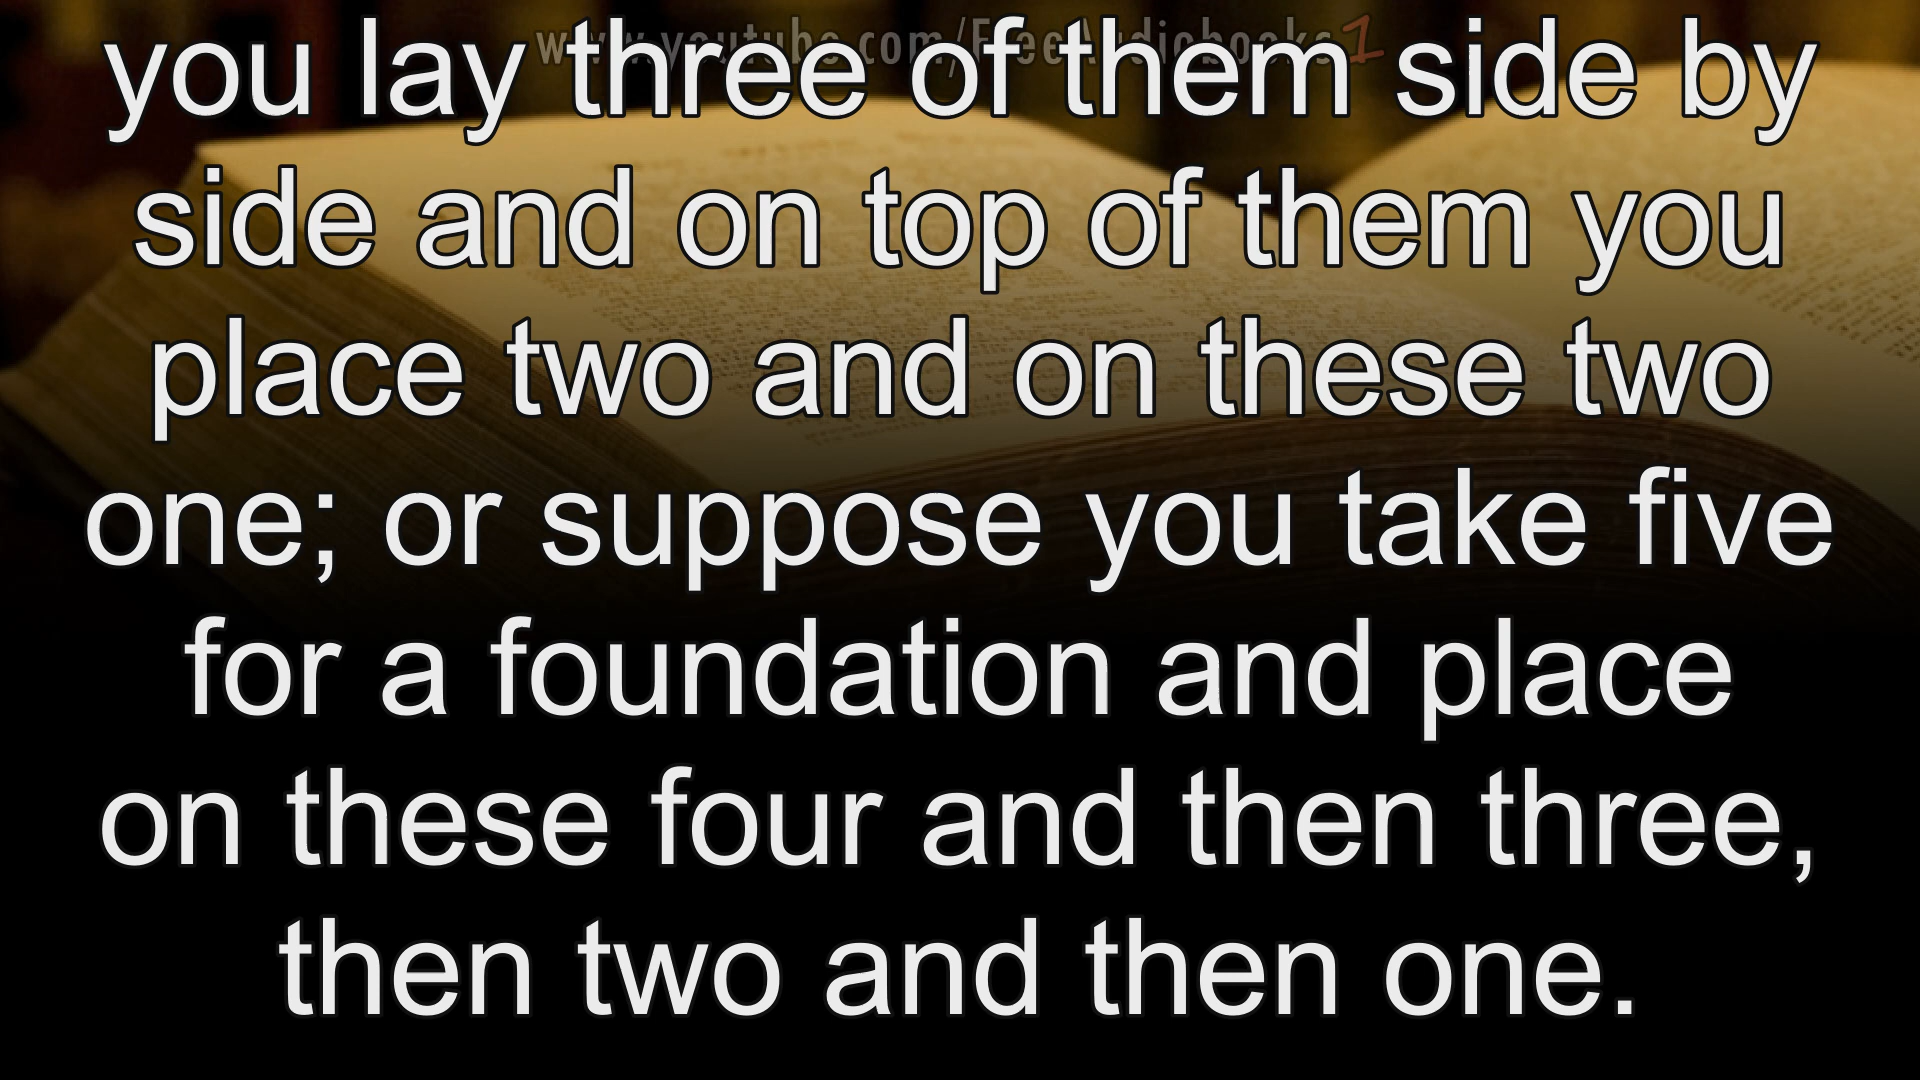 www.youtube.com/FreeAudiobooks1
you lay three of them side by
side and on top of them you
place two and on these two
one; or suppose you take five
for a foundation and place
on these four and then three,
then two and then one.